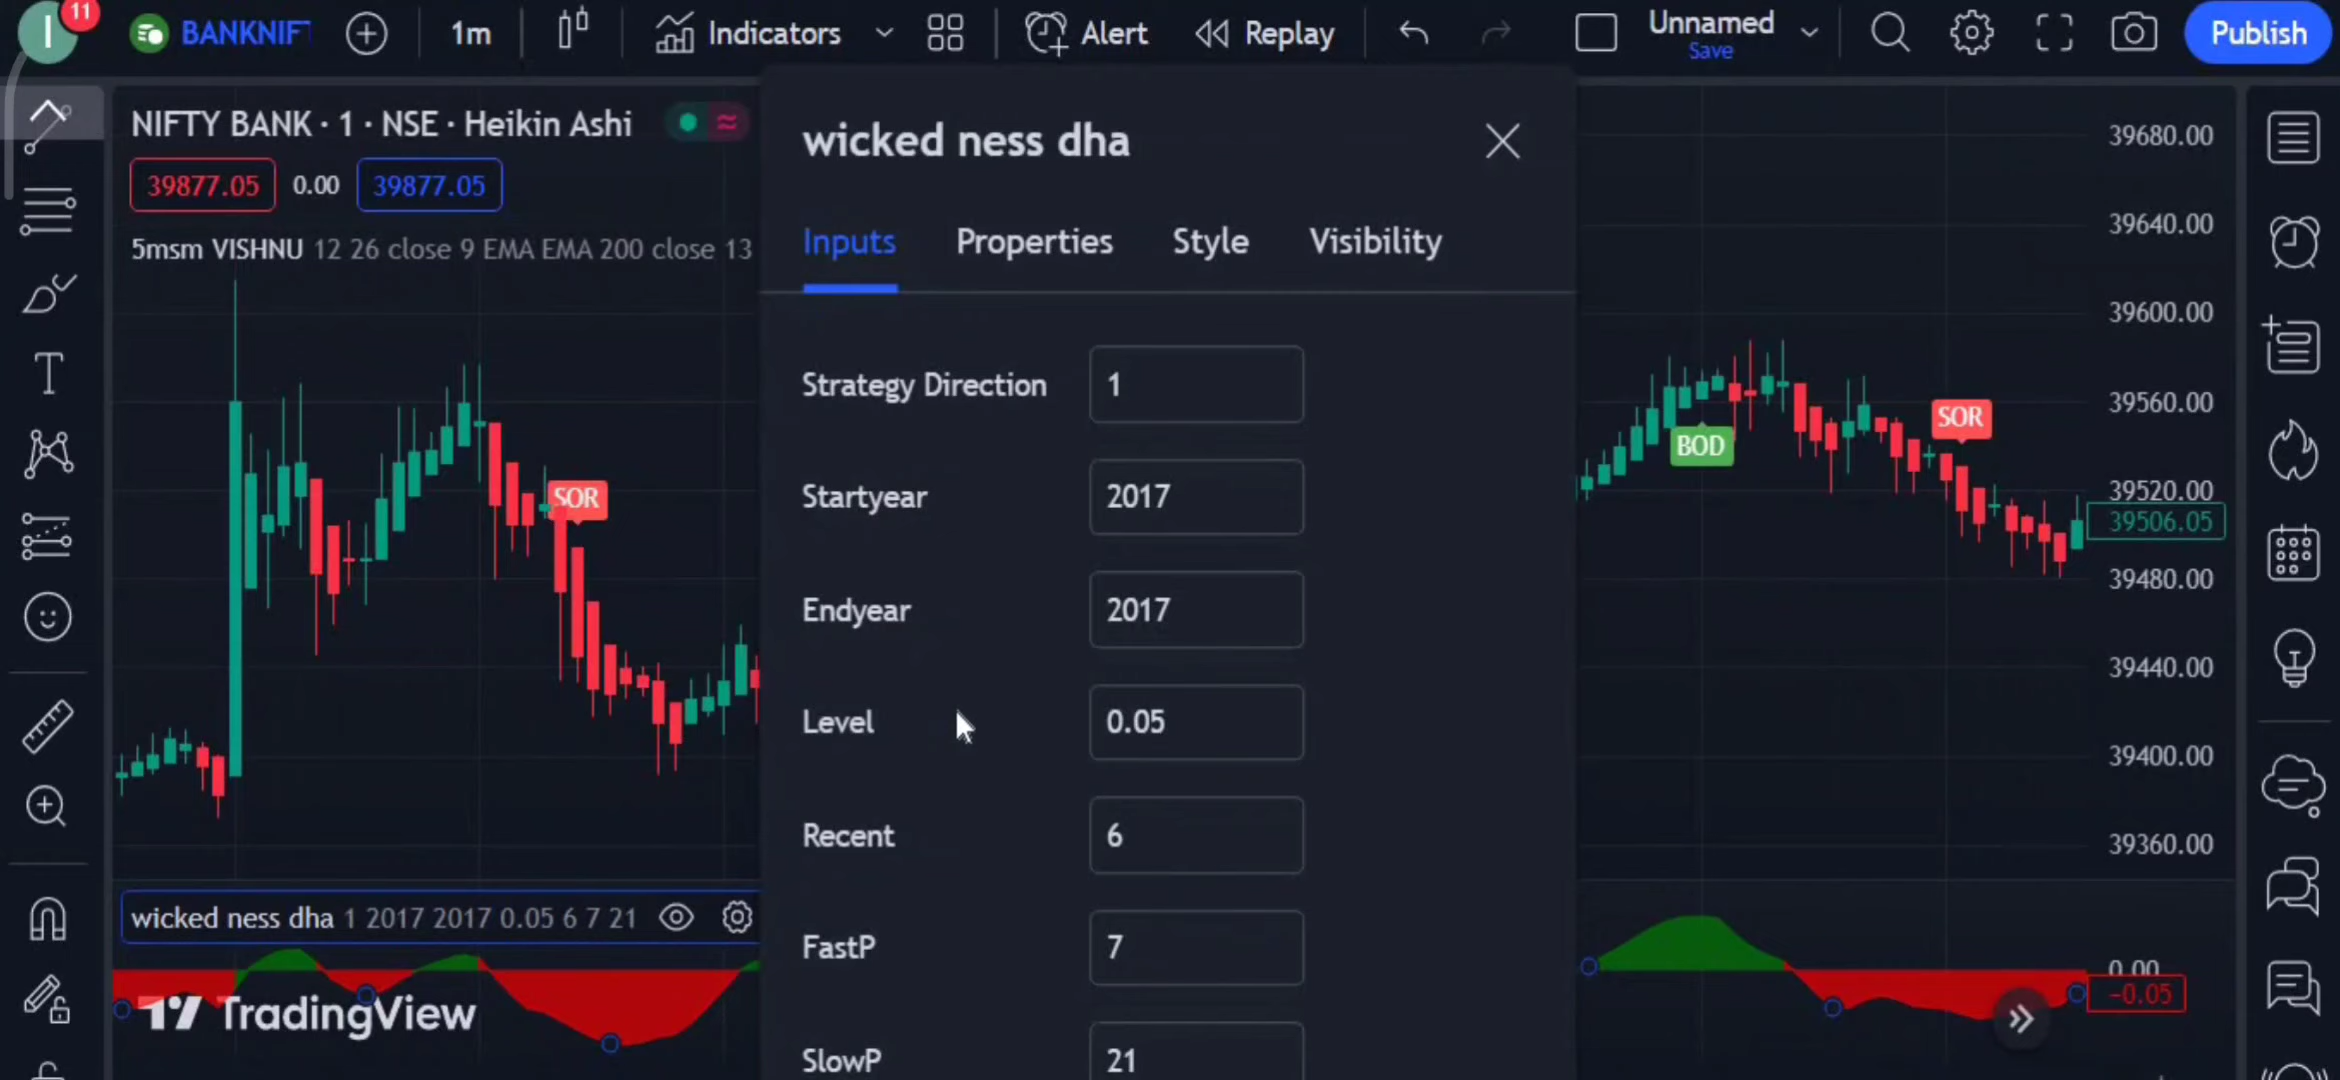 I
11
BANKNIFT
1m
Indicators
Alert
Replay
Unnamed
Save
Publish
NIFTY BANK · 1 · NSE · Heikin Ashi
39877.05 0.00 39877.05
5msm VISHNU 12 26 close 9 EMA EMA 200 close 13
wicked ness dha
Inputs Properties Style Visibility
Strategy Direction 1
Startyear 2017
Endyear 2017
Level 0.05
Recent 6
FastP 7
SlowP 21
SOR
BOD
SOR
39680.00
39640.00
39600.00
39560.00
39520.00
39506.05
39480.00
39440.00
39400.00
39360.00
wicked ness dha 1 2017 2017 0.05 6 7 21
TradingView
0.00
−0.05